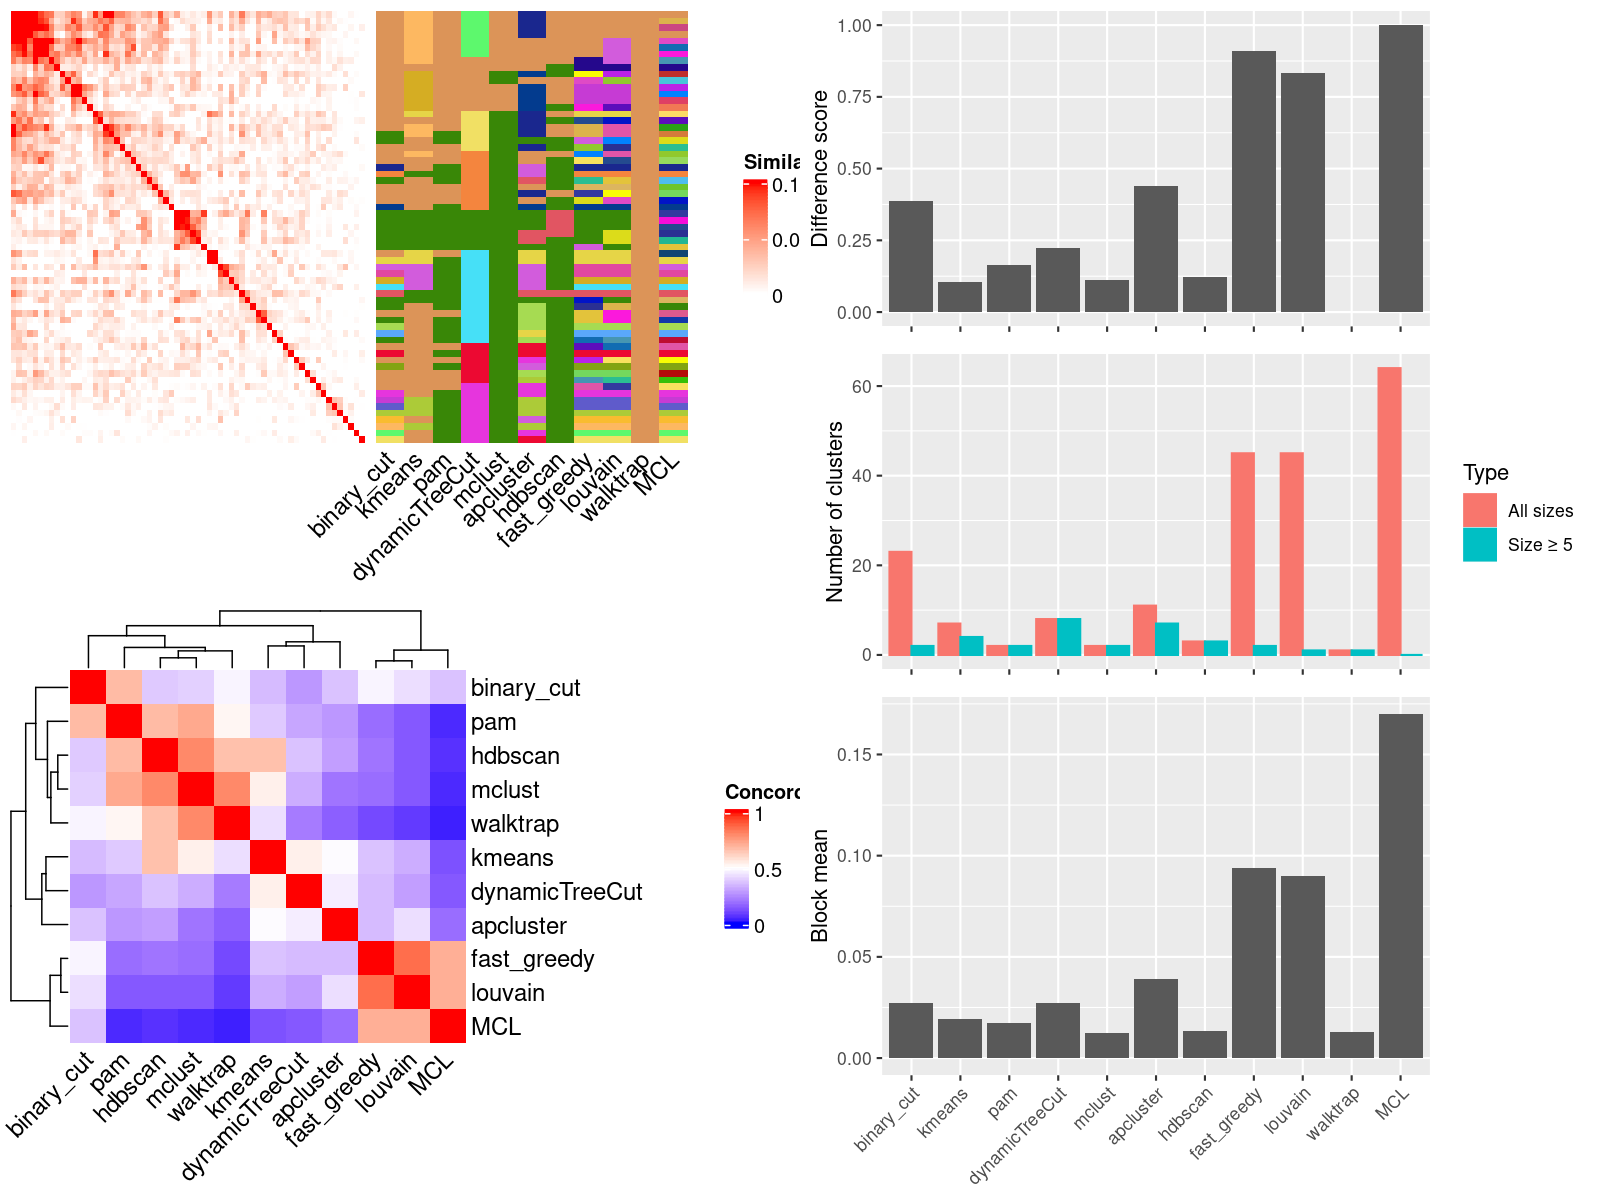 Simila
0.1
0.0
0
binary_cut
kmeans
pam
dynamicTreeCut
mclust
apcluster
hdbscan
fast_greedy
louvain
walktrap
MCL
binary_cut
pam
hdbscan
mclust
walktrap
kmeans
dynamicTreeCut
apcluster
fast_greedy
louvain
MCL
binary_cut
pam
hdbscan
mclust
walktrap
kmeans
dynamicTreeCut
apcluster
fast_greedy
louvain
MCL
Concord
1
0.5
0
Difference score
1.00
0.75
0.50
0.25
0.00
Number of clusters
60
40
20
0
Type
All sizes
Size ≥ 5
Block mean
0.15
0.10
0.05
0.00
binary_cut
kmeans
pam
dynamicTreeCut
mclust
apcluster
hdbscan
fast_greedy
louvain
walktrap
MCL